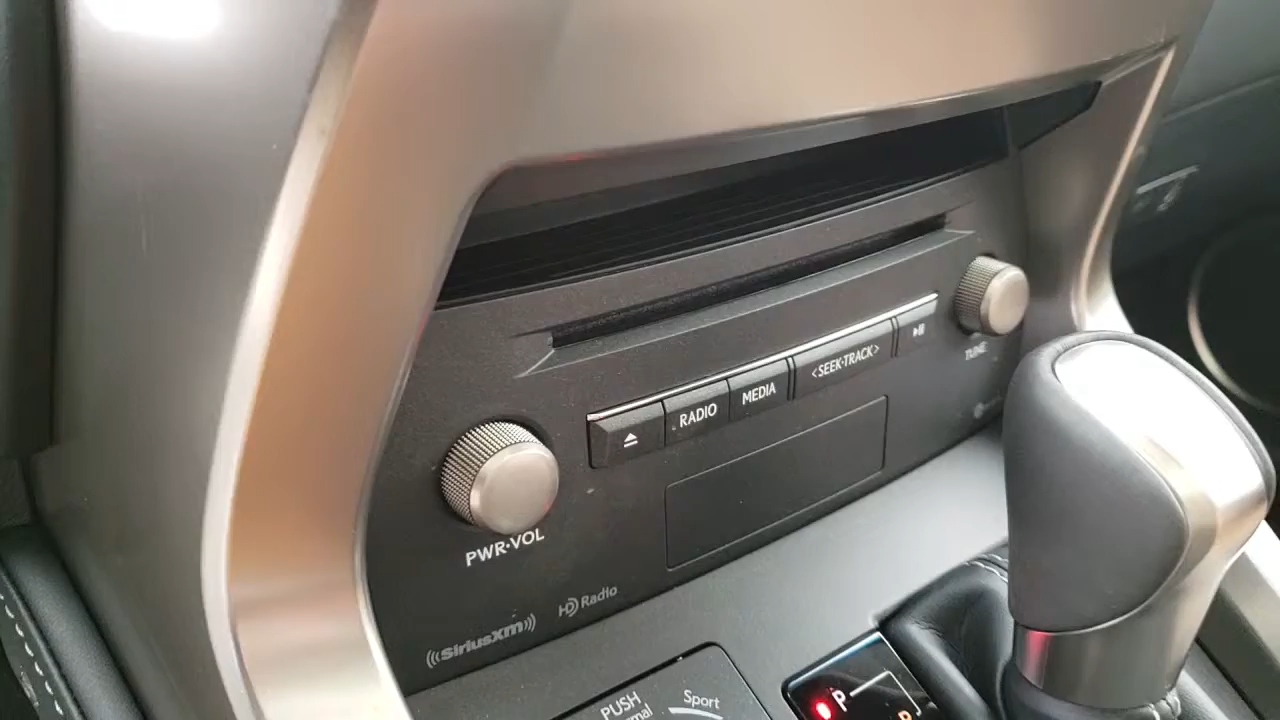 RADIO
MEDIA
<SEEK·TRACK>
TUNE
PWR·VOL
HD Radio
((SiriusXM))
PUSH
Sport
P